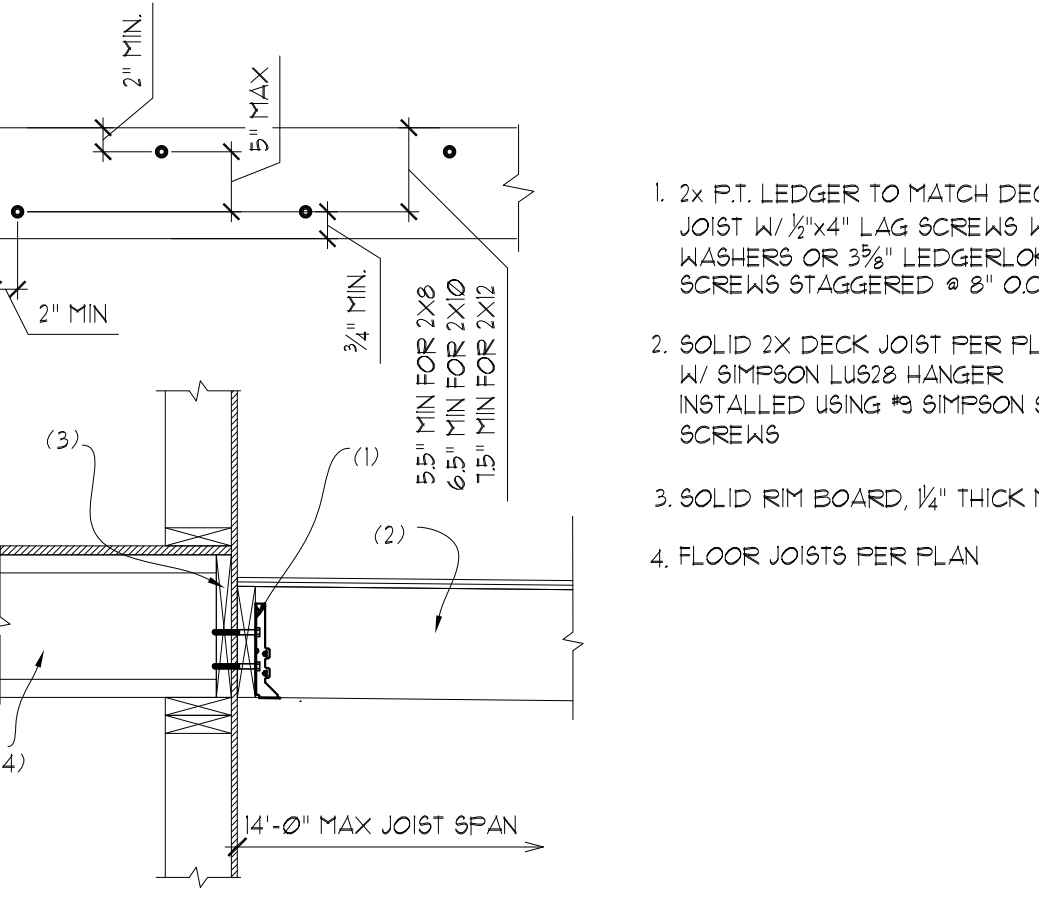 2" MIN.
5" MAX
2" MIN
3/4" MIN.
5.5" MIN FOR 2X8
6.5" MIN FOR 2X10
7.5" MIN FOR 2X12
(3)
(1)
(2)
4)
14'-0" MAX JOIST SPAN
1. 2x P.T. LEDGER TO MATCH
JOIST W/ 1/2"x4" LAG SCREWS
WASHERS OR 3 5/8" LEDGERLOK
SCREWS STAGGERED @ 8" O.C
2. SOLID 2X DECK JOIST PER
W/ SIMPSON LUS28 HANGER
INSTALLED USING #9 SIMPSON
SCREWS
3. SOLID RIM BOARD, 1/4" THICK
4. FLOOR JOISTS PER PLAN